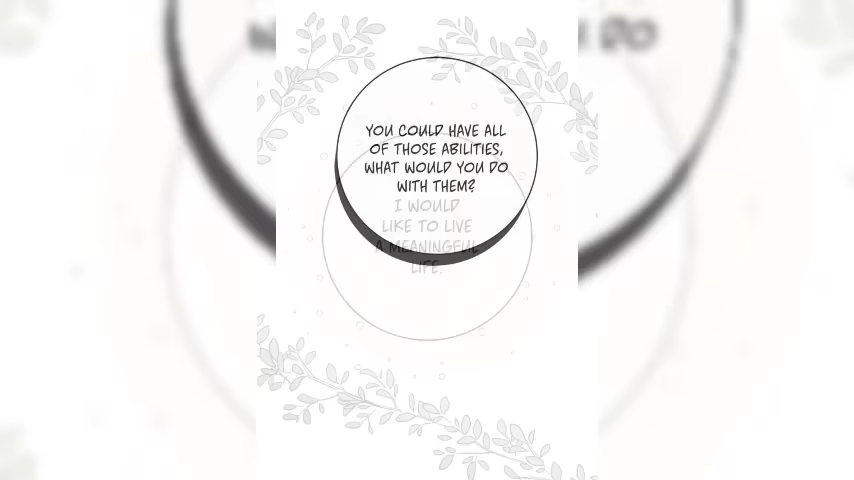 YOU COULD HAVE ALL
OF THOSE ABILITIES,
WHAT WOULD YOU DO
WITH THEM?
I WOULD
LIKE TO LIVE
A MEANINGFUL
LIFE.
DO